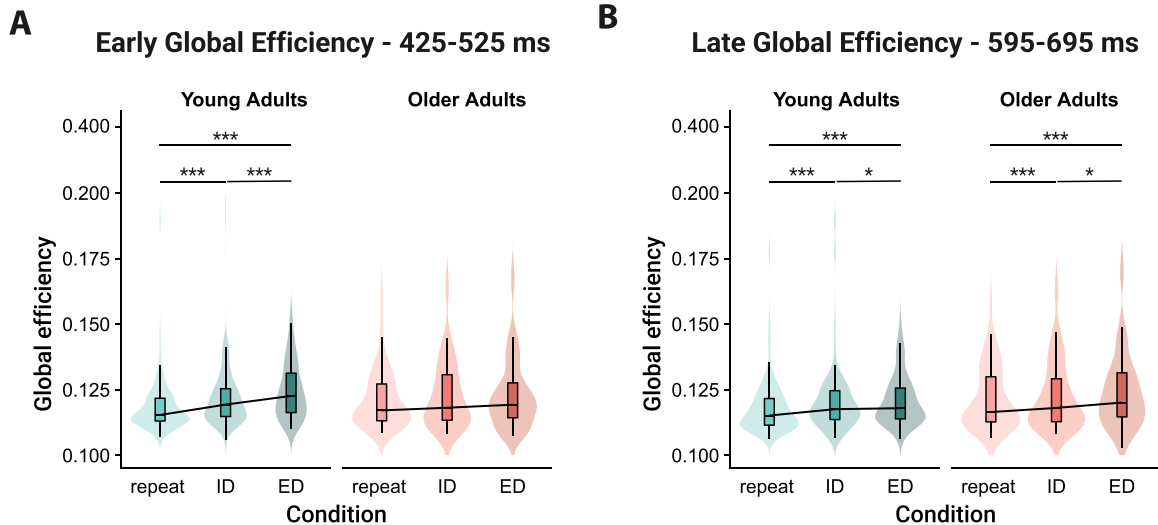 A
Early Global Efficiency - 425-525 ms
Young Adults
Older Adults
Global efficiency
0.400
0.200
0.175
0.150
0.125
0.100
***
*** ***
repeat ID ED
repeat ID ED
Condition
B
Late Global Efficiency - 595-695 ms
Young Adults
Older Adults
Global efficiency
0.400
0.200
0.175
0.150
0.125
0.100
***
*** *
***
*** *
repeat ID ED
repeat ID ED
Condition